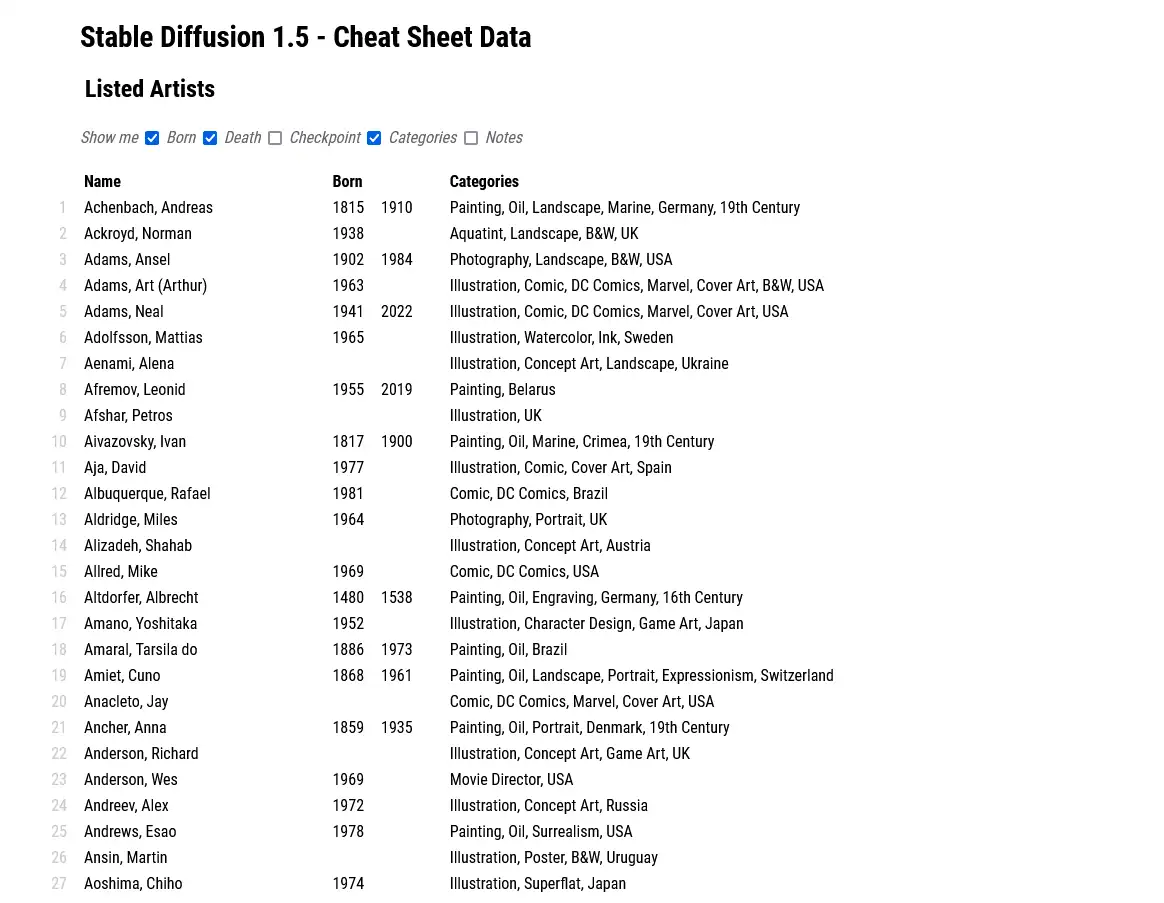 Stable Diffusion 1.5 - Cheat Sheet Data
Listed Artists
Show me Born Death Checkpoint Categories Notes
Name Born Categories
1 Achenbach, Andreas 1815 1910 Painting, Oil, Landscape, Marine, Germany, 19th Century
2 Ackroyd, Norman 1938 Aquatint, Landscape, B&W, UK
3 Adams, Ansel 1902 1984 Photography, Landscape, B&W, USA
4 Adams, Art (Arthur) 1963 Illustration, Comic, DC Comics, Marvel, Cover Art, B&W, USA
5 Adams, Neal 1941 2022 Illustration, Comic, DC Comics, Marvel, Cover Art, USA
6 Adolfsson, Mattias 1965 Illustration, Watercolor, Ink, Sweden
7 Aenami, Alena Illustration, Concept Art, Landscape, Ukraine
8 Afremov, Leonid 1955 2019 Painting, Belarus
9 Afshar, Petros Illustration, UK
10 Aivazovsky, Ivan 1817 1900 Painting, Oil, Marine, Crimea, 19th Century
11 Aja, David 1977 Illustration, Comic, Cover Art, Spain
12 Albuquerque, Rafael 1981 Comic, DC Comics, Brazil
13 Aldridge, Miles 1964 Photography, Portrait, UK
14 Alizadeh, Shahab Illustration, Concept Art, Austria
15 Allred, Mike 1969 Comic, DC Comics, USA
16 Altdorfer, Albrecht 1480 1538 Painting, Oil, Engraving, Germany, 16th Century
17 Amano, Yoshitaka 1952 Illustration, Character Design, Game Art, Japan
18 Amaral, Tarsila do 1886 1973 Painting, Oil, Brazil
19 Amiet, Cuno 1868 1961 Painting, Oil, Landscape, Portrait, Expressionism, Switzerland
20 Anacleto, Jay Comic, DC Comics, Marvel, Cover Art, USA
21 Ancher, Anna 1859 1935 Painting, Oil, Portrait, Denmark, 19th Century
22 Anderson, Richard Illustration, Concept Art, Game Art, UK
23 Anderson, Wes 1969 Movie Director, USA
24 Andreev, Alex 1972 Illustration, Concept Art, Russia
25 Andrews, Esao 1978 Painting, Oil, Surrealism, USA
26 Ansin, Martin Illustration, Poster, B&W, Uruguay
27 Aoshima, Chiho 1974 Illustration, Superflat, Japan